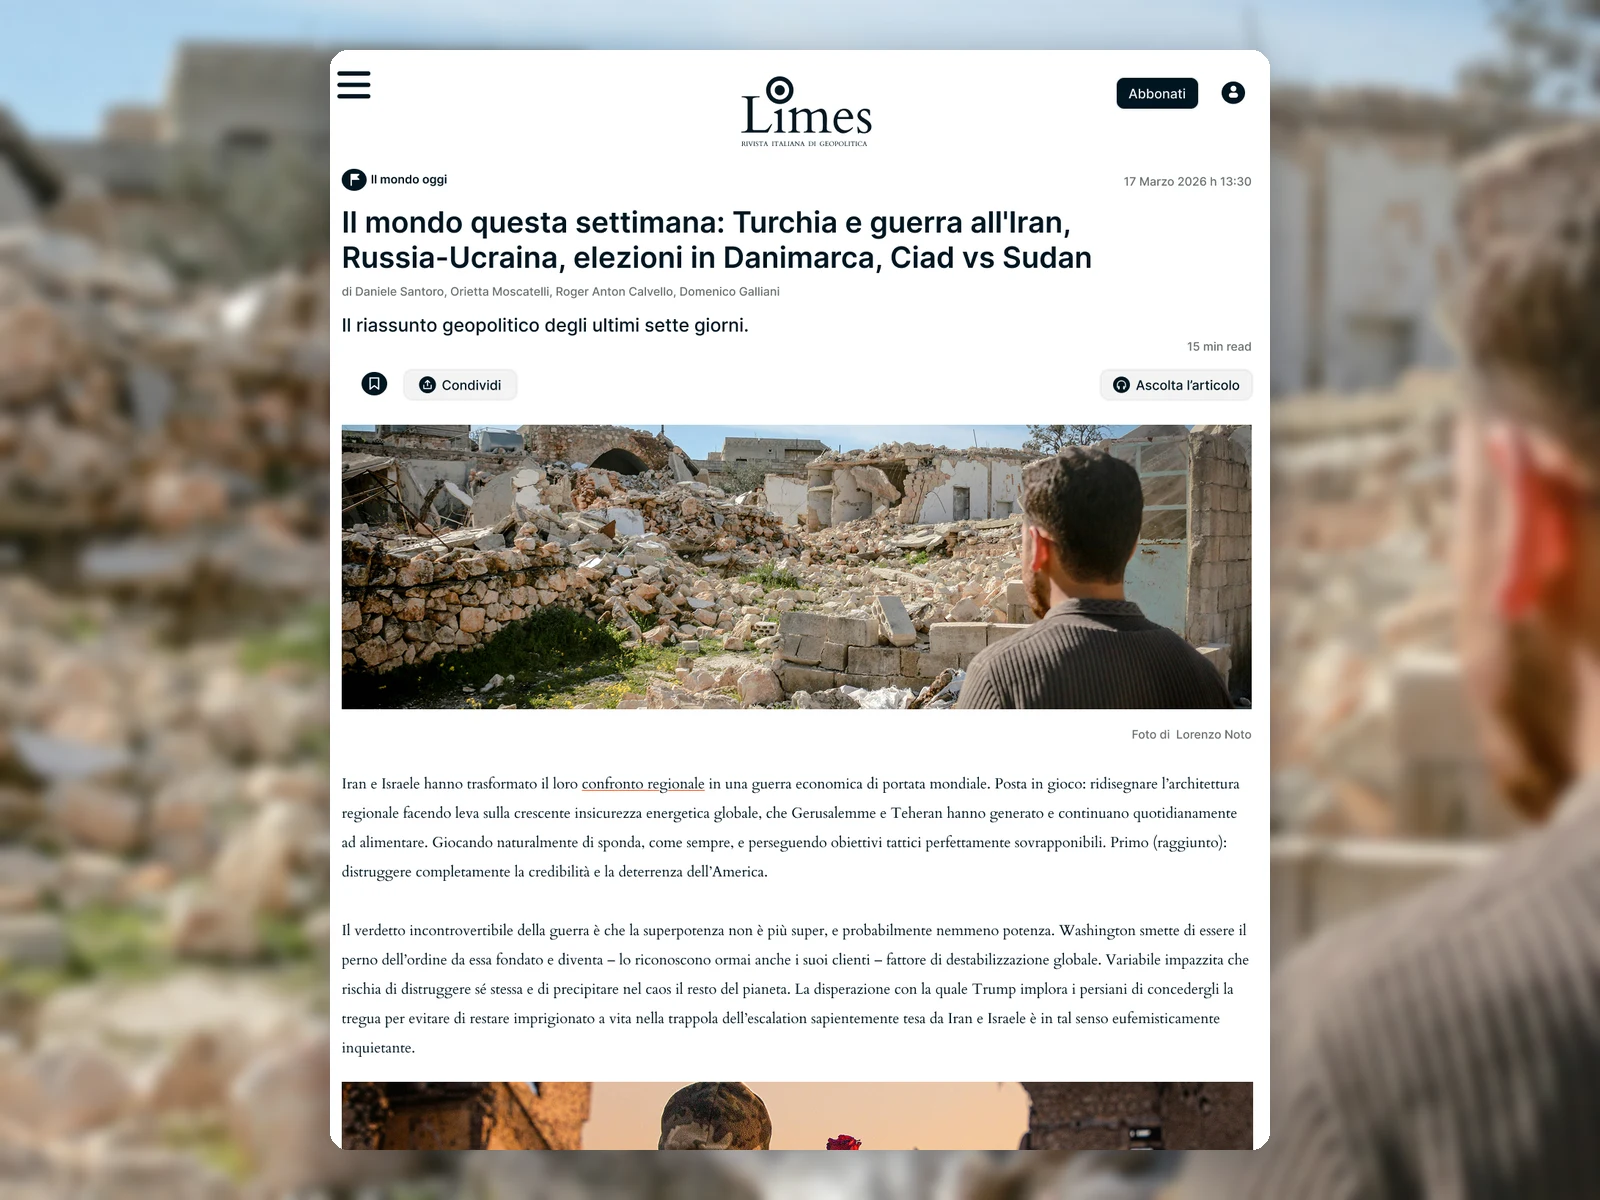 Limes
RIVISTA ITALIANA DI GEOPOLITICA
Abbonati
Il mondo oggi
17 Marzo 2026 h 13:30
Il mondo questa settimana: Turchia e guerra all'Iran,
Russia-Ucraina, elezioni in Danimarca, Ciad vs Sudan
di Daniele Santoro, Orietta Moscatelli, Roger Anton Calvello, Domenico Galliani
Il riassunto geopolitico degli ultimi sette giorni.
15 min read
Condividi
Ascolta l’articolo
Foto di  Lorenzo Noto
Iran e Israele hanno trasformato il loro confronto regionale in una guerra economica di portata mondiale. Posta in gioco: ridisegnare l’architettura
regionale facendo leva sulla crescente insicurezza energetica globale, che Gerusalemme e Teheran hanno generato e continuano quotidianamente
ad alimentare. Giocando naturalmente di sponda, come sempre, e perseguendo obiettivi tattici perfettamente sovrapponibili. Primo (raggiunto):
distruggere completamente la credibilità e la deterrenza dell’America.
Il verdetto incontrovertibile della guerra è che la superpotenza non è più super, e probabilmente nemmeno potenza. Washington smette di essere il
perno dell’ordine da essa fondato e diventa – lo riconoscono ormai anche i suoi clienti – fattore di destabilizzazione globale. Variabile impazzita che
rischia di distruggere sé stessa e di precipitare nel caos il resto del pianeta. La disperazione con la quale Trump implora i persiani di concedergli la
tregua per evitare di restare imprigionato a vita nella trappola dell’escalation sapientemente tesa da Iran e Israele è in tal senso eufemisticamente
inquietante.